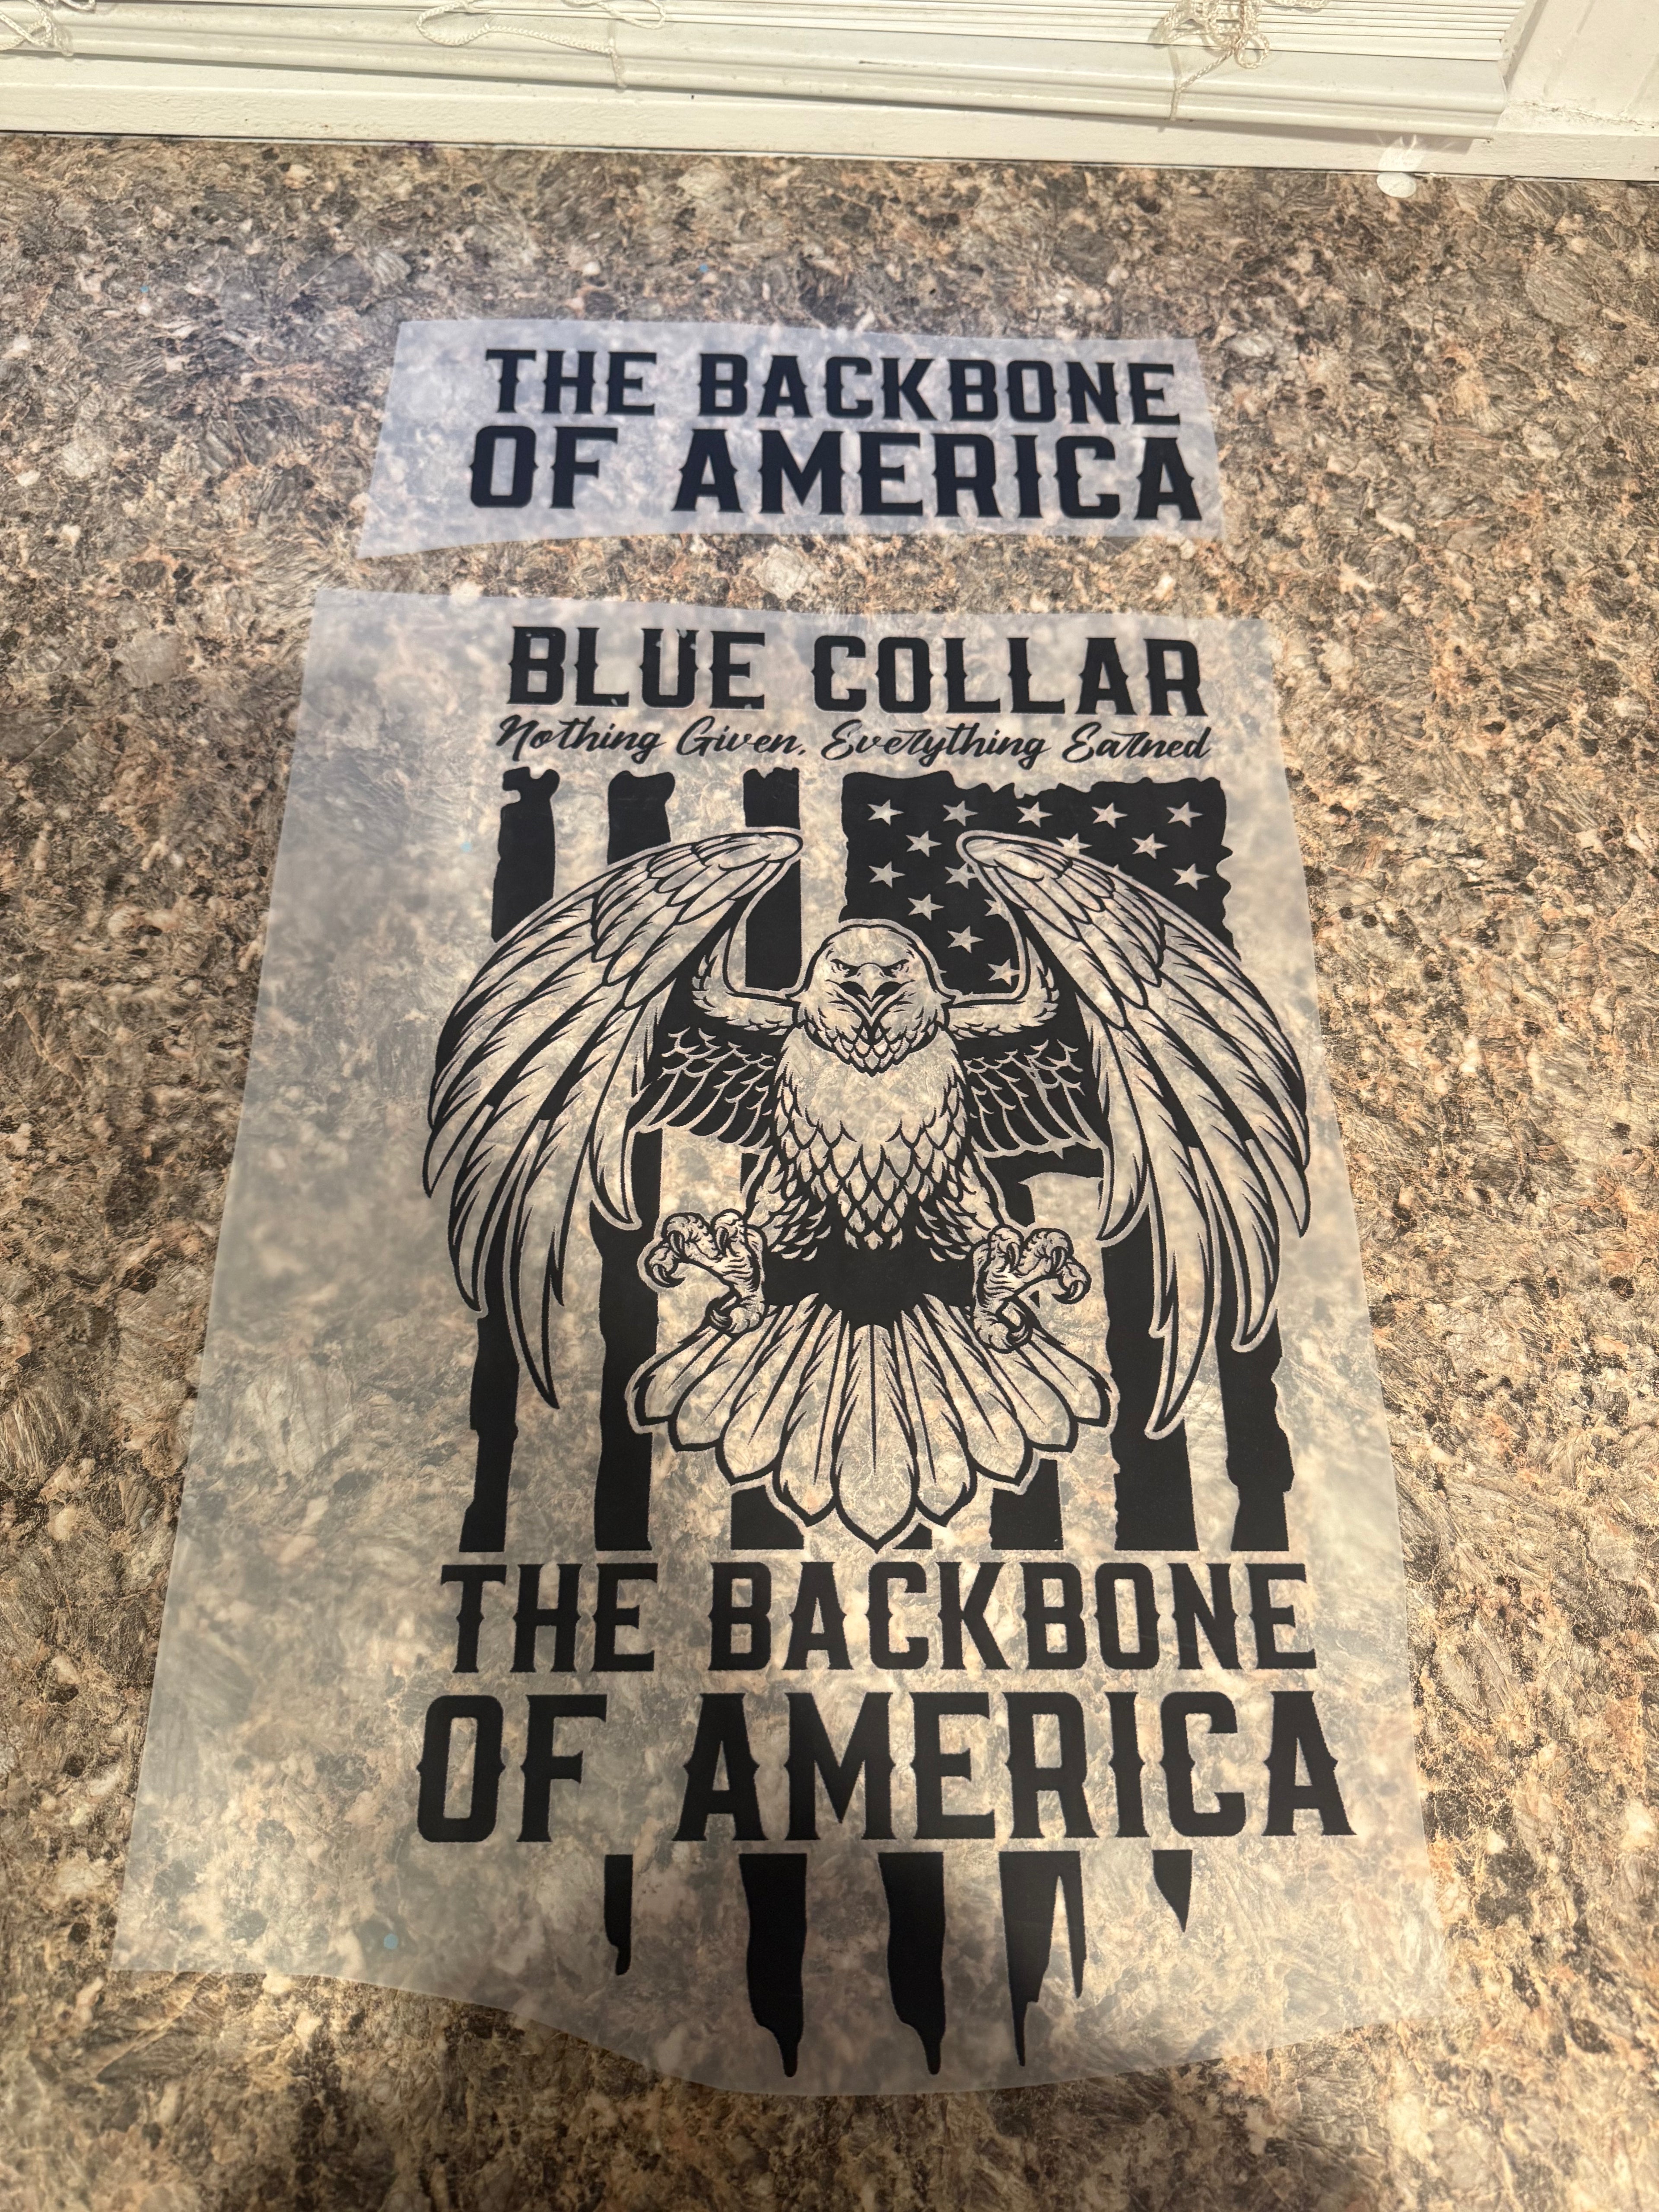 THE BACKBONE
OF AMERICA
BLUE COLLAR
Nothing Given, Everything Earned
THE BACKBONE
OF AMERICA